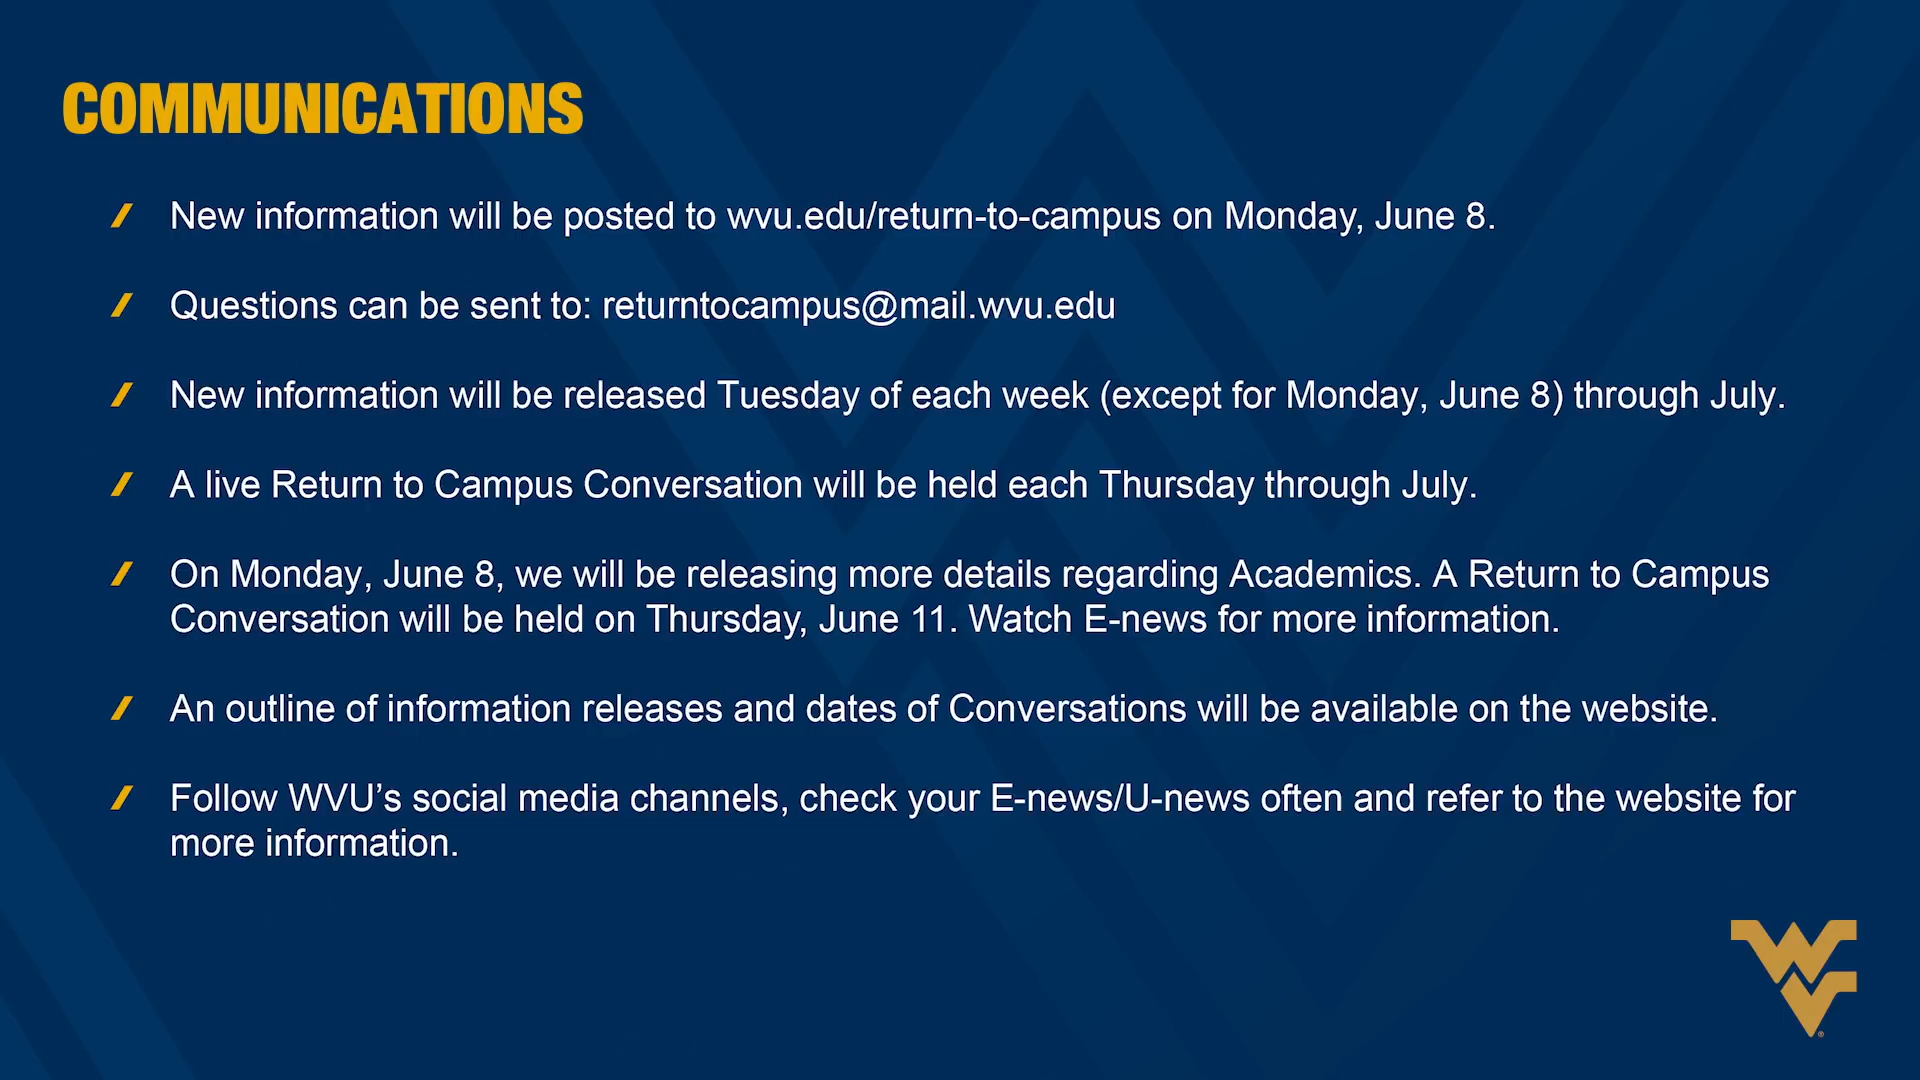 COMMUNICATIONS
New information will be posted to wvu.edu/return-to-campus on Monday, June 8.
Questions can be sent to: returntocampus@mail.wvu.edu
New information will be released Tuesday of each week (except for Monday, June 8) through July.
A live Return to Campus Conversation will be held each Thursday through July.
On Monday, June 8, we will be releasing more details regarding Academics. A Return to Campus
Conversation will be held on Thursday, June 11. Watch E-news for more information.
An outline of information releases and dates of Conversations will be available on the website.
Follow WVU’s social media channels, check your E-news/U-news often and refer to the website for
more information.
WV®